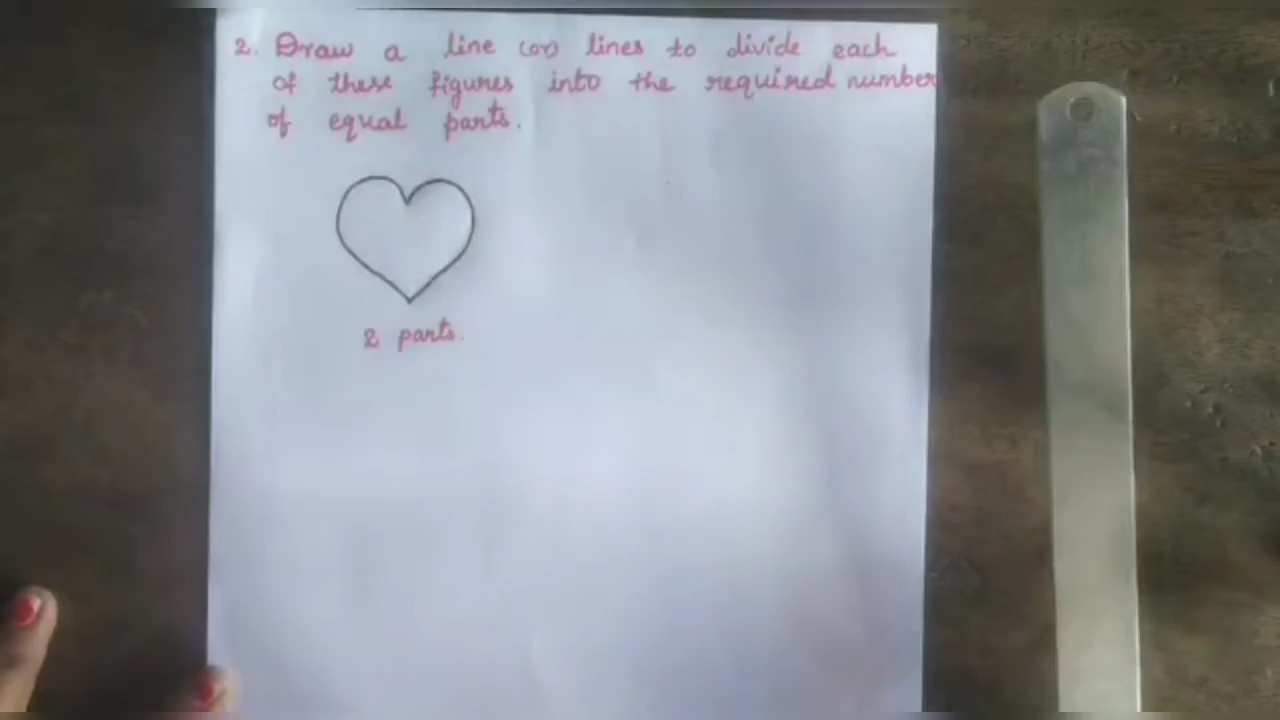 2. Draw a line (or) lines to divide each
of these figures into the required number
of equal parts.
2 parts.